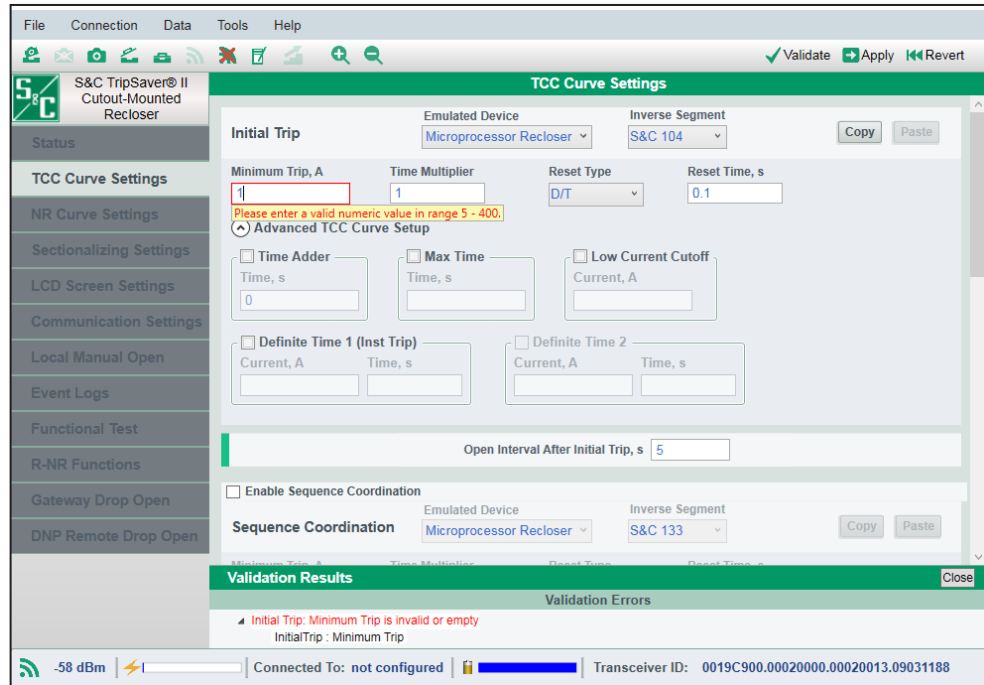 File Connection Data Tools Help
Validate Apply Revert
S&C
S&C TripSaver® II
Cutout-Mounted
Recloser
Status
TCC Curve Settings
NR Curve Settings
Sectionalizing Settings
LCD Screen Settings
Communication Settings
Local Manual Open
Event Logs
Functional Test
R-NR Functions
Gateway Drop Open
DNP Remote Drop Open
TCC Curve Settings
Emulated Device Inverse Segment
Initial Trip Microprocessor Recloser S&C 104 Copy Paste
Minimum Trip, A Time Multiplier Reset Type Reset Time, s
1 1 D/T 0.1
Please enter a valid numeric value in range 5 - 400.
Advanced TCC Curve Setup
Time Adder Max Time Low Current Cutoff
Time, s Time, s Current, A
0
Definite Time 1 (Inst Trip) Definite Time 2
Current, A Time, s Current, A Time, s
Open Interval After Initial Trip, s 5
Enable Sequence Coordination
Emulated Device Inverse Segment
Sequence Coordination Microprocessor Recloser S&C 133 Copy Paste
Minimum Trip, A Time Multiplier Reset Type Reset Time, s
Validation Results Close
Validation Errors
Initial Trip: Minimum Trip is invalid or empty
InitialTrip : Minimum Trip
-58 dBm Connected To: not configured Transceiver ID: 0019C900.00020000.00020013.09031188